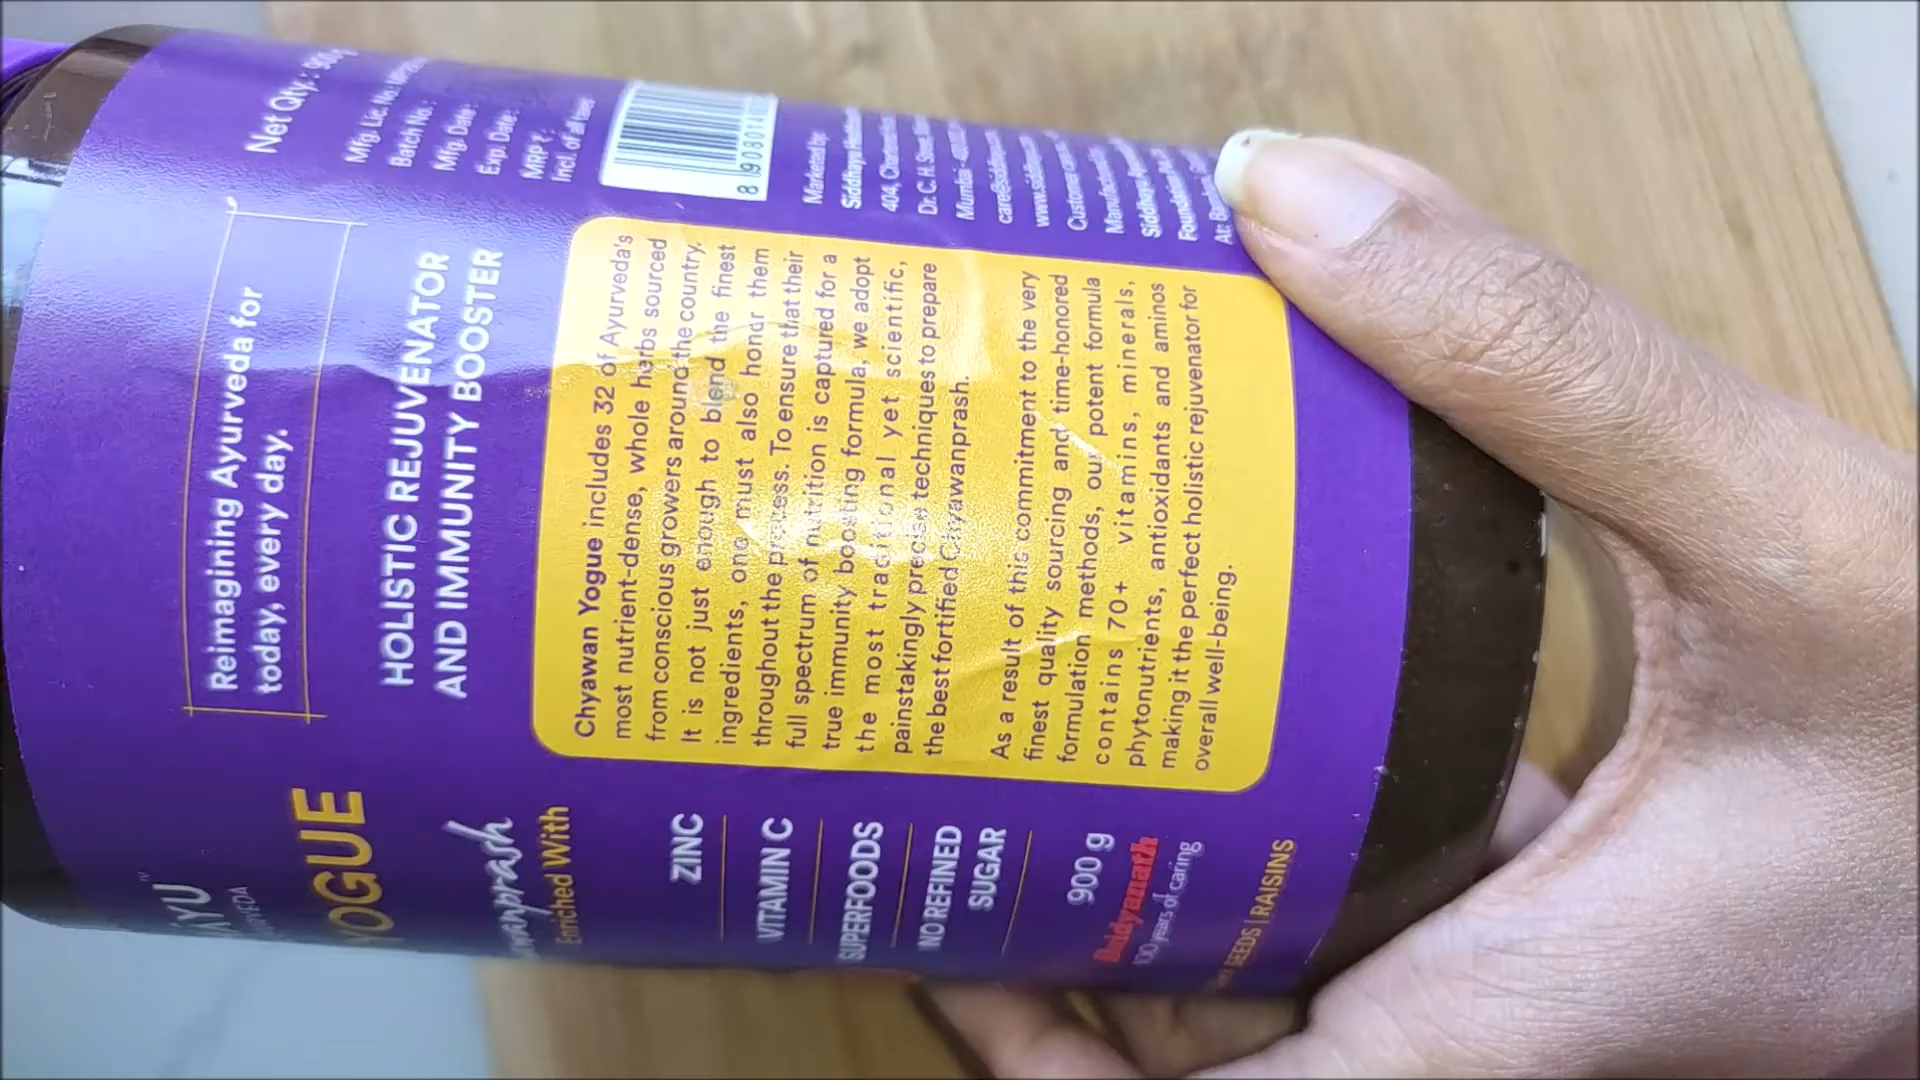 YOGUE
Enriched With
ZINC
VITAMIN C
SUPERFOODS
NO REFINED
SUGAR
900 g
Baidyanath
100 years of caring
SEEDS | RAISINS
Reimagining Ayurveda for
today, every day.
HOLISTIC REJUVENATOR
AND IMMUNITY BOOSTER
Chyawan Yogue includes 32 of Ayurveda's
most nutrient-dense, whole herbs sourced
from conscious growers around the country.
It is not just enough to blend the finest
ingredients, one must also honor them
throughout the process. To ensure that their
full spectrum of nutrition is captured for a
true immunity boosting formula, we adopt
the most traditional yet scientific,
painstakingly precise techniques to prepare
the best fortified Chyawanprash.
As a result of this commitment to the very
finest quality sourcing and time-honored
formulation methods, our potent formula
contains 70+ vitamins, minerals,
phytonutrients, antioxidants and aminos
making it the perfect holistic rejuvenator for
overall well-being.
Net Qty.:
Mfg. Lic. No.:
Batch No.:
Mfg. Date:
Exp. Date:
MRP ₹:
Incl. of all taxes
8 908014
Marketed by:
404,
Dr. C. H.
Mumbai -
Customer